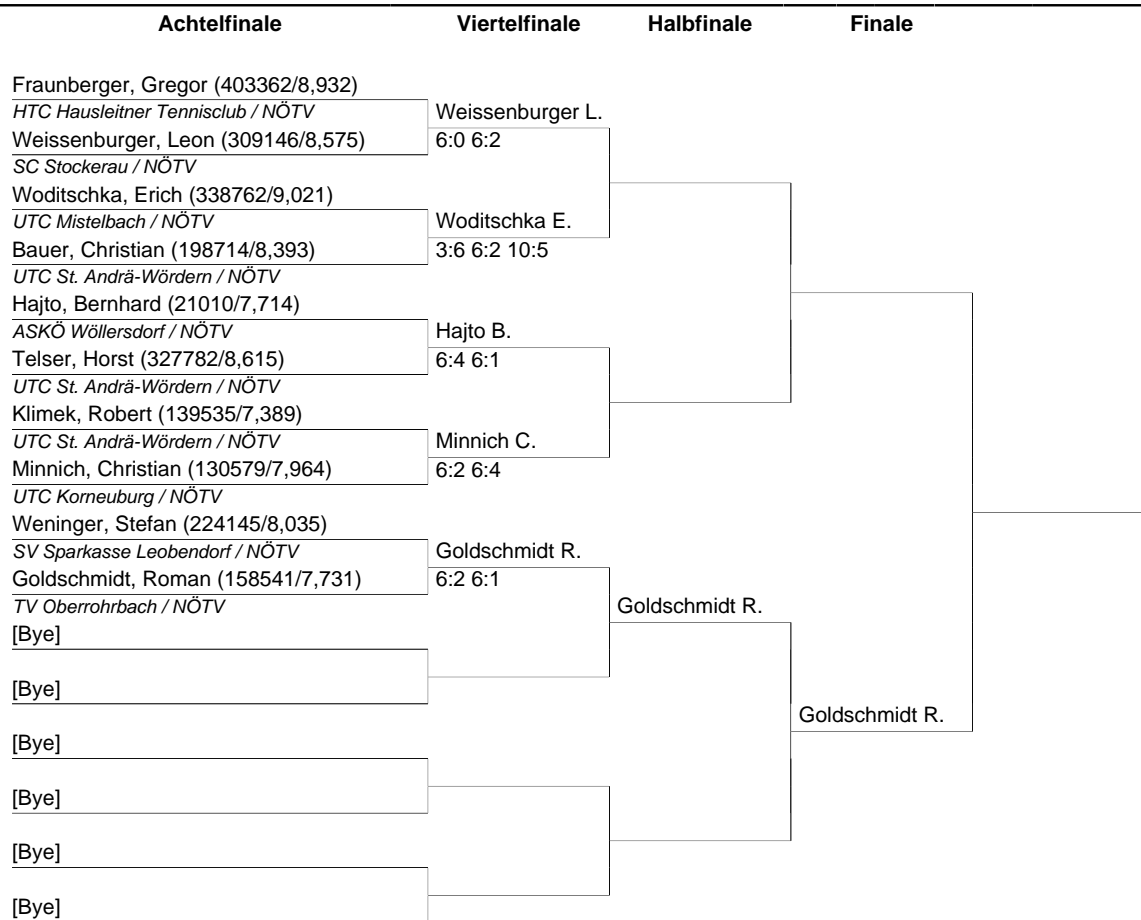 Achtelfinale Viertelfinale Halbfinale Finale
Fraunberger, Gregor (403362/8,932)
HTC Hausleitner Tennisclub / NÖTV Weissenburger L.
Weissenburger, Leon (309146/8,575) 6:0 6:2
SC Stockerau / NÖTV
Woditschka, Erich (338762/9,021)
UTC Mistelbach / NÖTV Woditschka E.
Bauer, Christian (198714/8,393) 3:6 6:2 10:5
UTC St. Andrä-Wördern / NÖTV
Hajto, Bernhard (21010/7,714)
ASKÖ Wöllersdorf / NÖTV Hajto B.
Telser, Horst (327782/8,615) 6:4 6:1
UTC St. Andrä-Wördern / NÖTV
Klimek, Robert (139535/7,389)
UTC St. Andrä-Wördern / NÖTV Minnich C.
Minnich, Christian (130579/7,964) 6:2 6:4
UTC Korneuburg / NÖTV
Weninger, Stefan (224145/8,035)
SV Sparkasse Leobendorf / NÖTV Goldschmidt R.
Goldschmidt, Roman (158541/7,731) 6:2 6:1
TV Oberrohrbach / NÖTV Goldschmidt R.
[Bye]
[Bye]
Goldschmidt R.
[Bye]
[Bye]
[Bye]
[Bye]